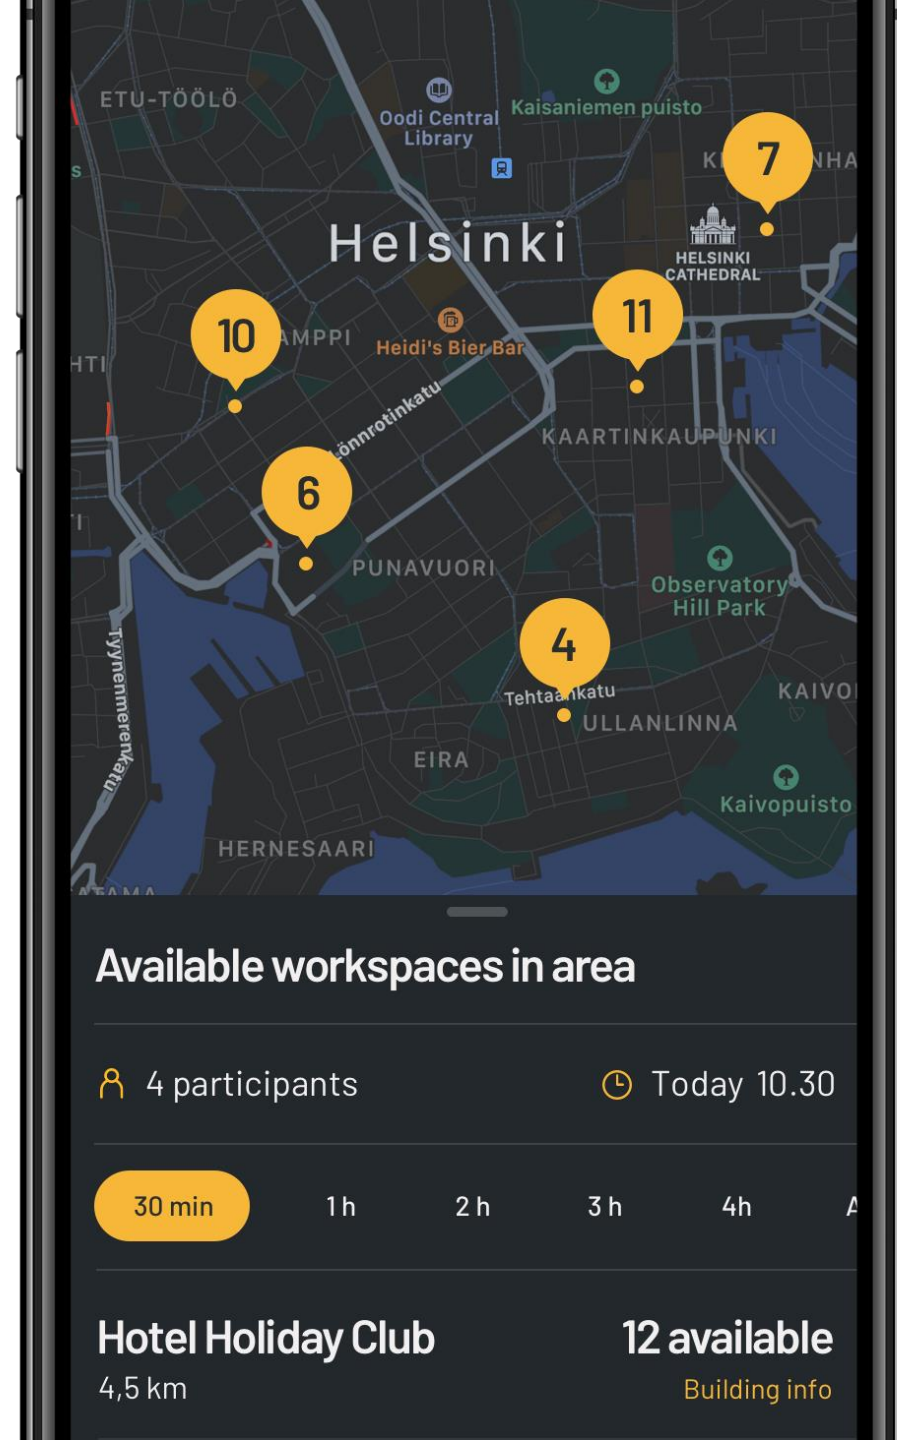 ETU-TÖÖLÖ
Oodi Central
Library
Kaisaniemen puisto
7
Helsinki
HELSINKI
CATHEDRAL
10
11
Heidi's Bier Bar
Lönnrotinkatu
KAARTINKAUPUNKI
6
PUNAVUORI
Observatory
Hill Park
4
Tehtaankatu
ULLANLINNA
Tyynenmerenkatu
EIRA
Kaivopuisto
HERNESAARI
Available workspaces in area
4 participants
Today 10.30
30 min
1 h
2 h
3 h
4h
Hotel Holiday Club
12 available
4,5 km
Building info